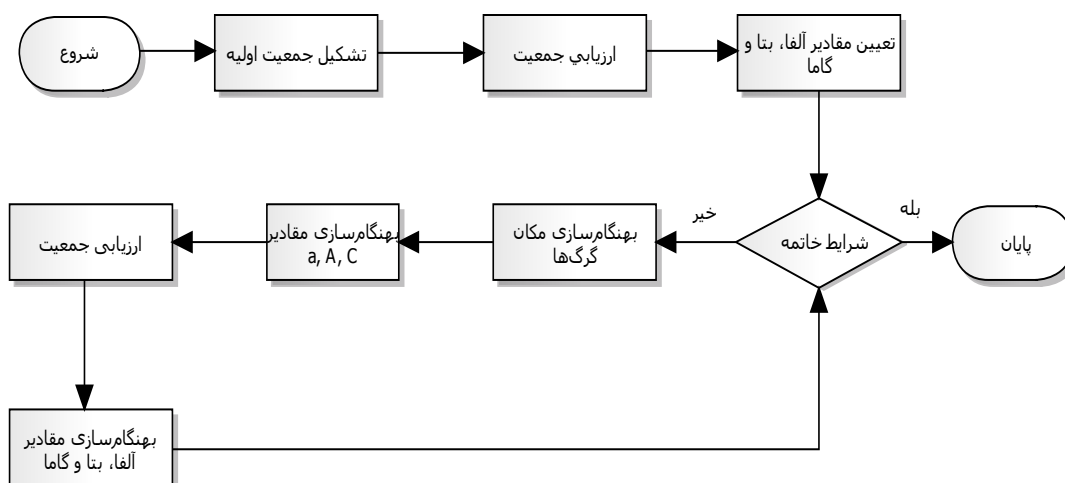 شروع
تشکیل جمعیت اولیه
ارزيابي جمعیت
تعیین مقادیر آلفا، بتا و
گاما
شرایط خاتمه
بله
پایان
خیر
بهنگام‌سازی مکان
گرگ‌ها
بهنگام‌سازی مقادیر
a, A, C
ارزیابی جمعیت
بهنگام‌سازی مقادیر
آلفا، بتا و گاما